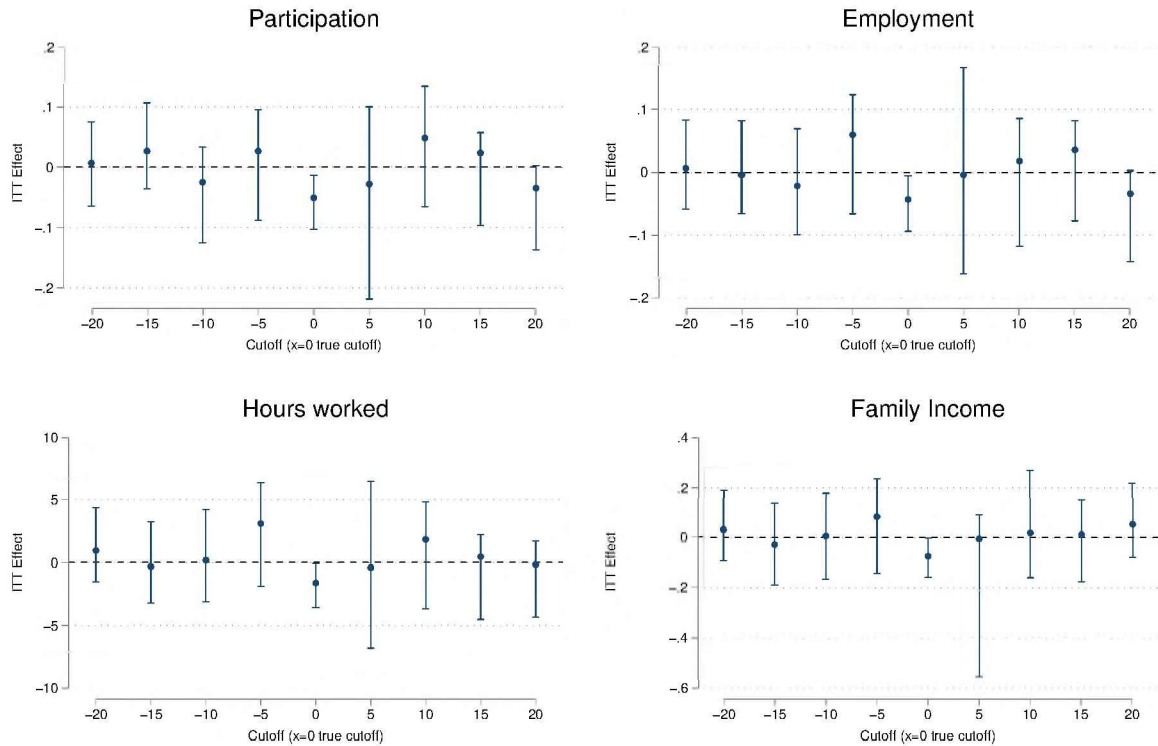 Participation
.2
.1
0
−.1
−.2
ITT Effect
−20 −15 −10 −5 0 5 10 15 20
Cutoff (x=0 true cutoff)
Employment
.2
.1
0
−.1
−.2
ITT Effect
−20 −15 −10 −5 0 5 10 15 20
Cutoff (x=0 true cutoff)
Hours worked
10
5
0
−5
−10
ITT Effect
−20 −15 −10 −5 0 5 10 15 20
Cutoff (x=0 true cutoff)
Family Income
.4
.2
0
−.2
−.4
−.6
ITT Effect
−20 −15 −10 −5 0 5 10 15 20
Cutoff (x=0 true cutoff)